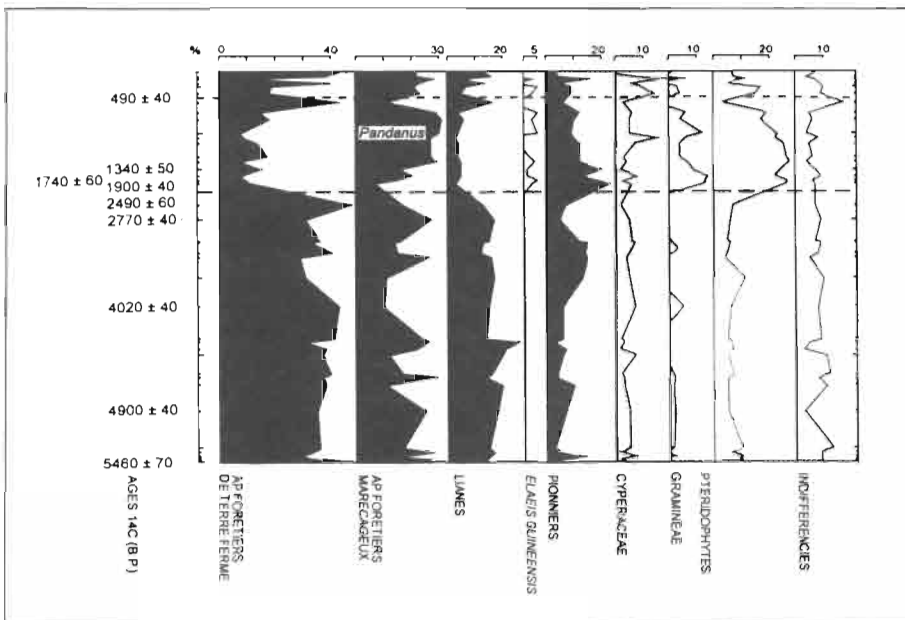 % 0 40 30 20 5 20 10 10 20 10
490 ± 40
Pandanus
1340 ± 50
1740 ± 60
1900 ± 40
2490 ± 60
2770 ± 40
4020 ± 40
4900 ± 40
5460 ± 70
AGES 14C (B P)
AP FORETIERS
DE TERRE FERME
AP FORETIERS
MARECAGEUX
LIANES
ELAEIS GUINEENSIS
PIONNIERS
CYPERACEAE
GRAMINEAE
PTERIDOPHYTES
INDIFFERENCIES